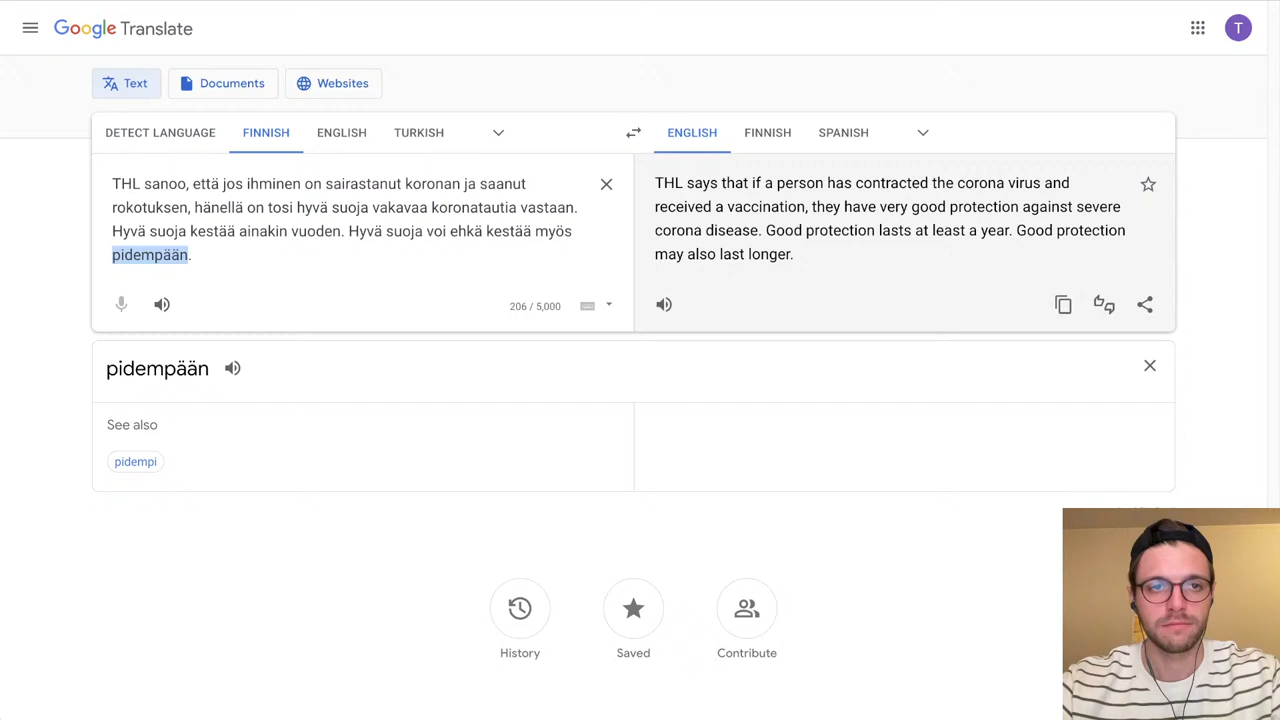 Google Translate
T
Text
Documents
Websites
DETECT LANGUAGE
FINNISH
ENGLISH
TURKISH
ENGLISH
FINNISH
SPANISH
THL sanoo, että jos ihminen on sairastanut koronan ja saanut
rokotuksen, hänellä on tosi hyvä suoja vakavaa koronatautia vastaan.
Hyvä suoja kestää ainakin vuoden. Hyvä suoja voi ehkä kestää myös
pidempään.
206 / 5,000
THL says that if a person has contracted the corona virus and
received a vaccination, they have very good protection against severe
corona disease. Good protection lasts at least a year. Good protection
may also last longer.
pidempään
See also
pidempi
History
Saved
Contribute